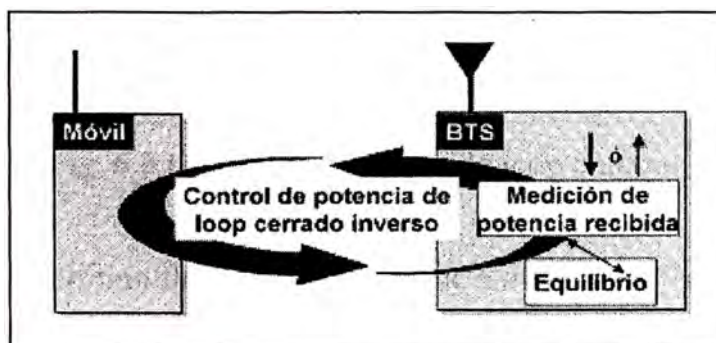 Móvil
BTS
ó
Control de potencia de
loop cerrado inverso
Medición de
potencia recibida
Equilibrio